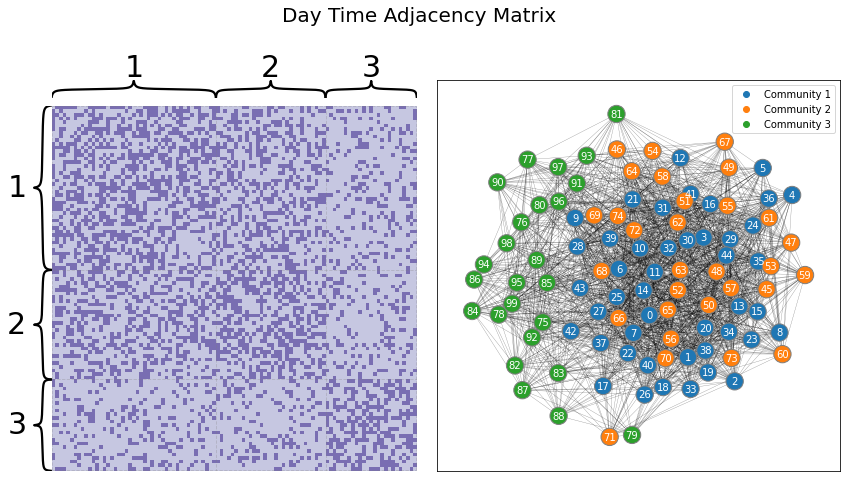 Day Time Adjacency Matrix
1 2 3
1
2
3
Community 1
Community 2
Community 3
81
67
46 54
93 12
77 97 49 5
64 58
90 91 4
96 21 41 36
80 31 51 16 55
9 69 74 61
76 62 24
72
98 28 39 10 32 30 3 29 47
44
94 89 68 6 11 63 48 35 53
86 95 85 59
43 14 52 57 45
99 25 50 13
84 78 27 66 0 65 15
75
92 42 7 20 34 8
37 56 23
22 38 60
82 40 70 1 73
83 19
87 17 18 33 2
26
88
71 79